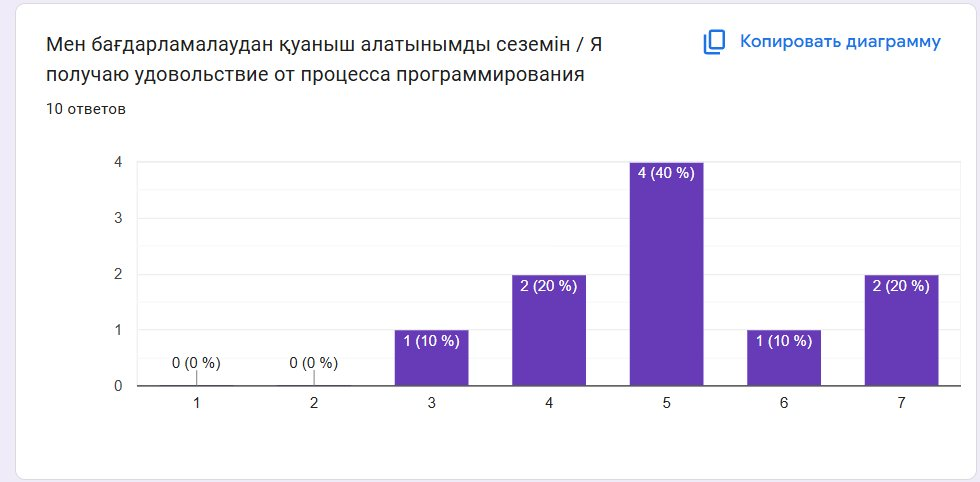 Мен бағдарламалаудан қуаныш алатынымды сеземін / Я
получаю удовольствие от процесса программирования
Копировать диаграмму
10 ответов
4
3
2
1
0
0 (0 %)
0 (0 %)
1 (10 %)
2 (20 %)
4 (40 %)
1 (10 %)
2 (20 %)
1 2 3 4 5 6 7